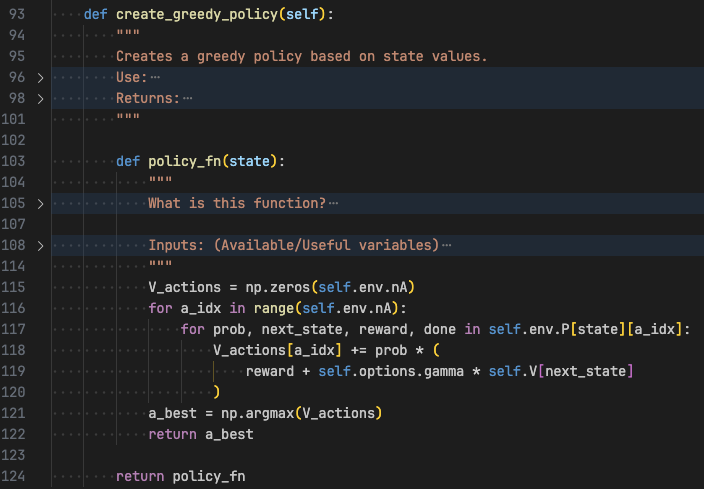 93 def create_greedy_policy(self):
94 """
95 Creates a greedy policy based on state values.
96 > Use:…
98 > Returns:…
101 """
102
103 def policy_fn(state):
104 """
105 > What is this function?…
107
108 > Inputs: (Available/Useful variables)…
114 """
115 V_actions = np.zeros(self.env.nA)
116 for a_idx in range(self.env.nA):
117 for prob, next_state, reward, done in self.env.P[state][a_idx]:
118 V_actions[a_idx] += prob * (
119 reward + self.options.gamma * self.V[next_state]
120 )
121 a_best = np.argmax(V_actions)
122 return a_best
123
124 return policy_fn